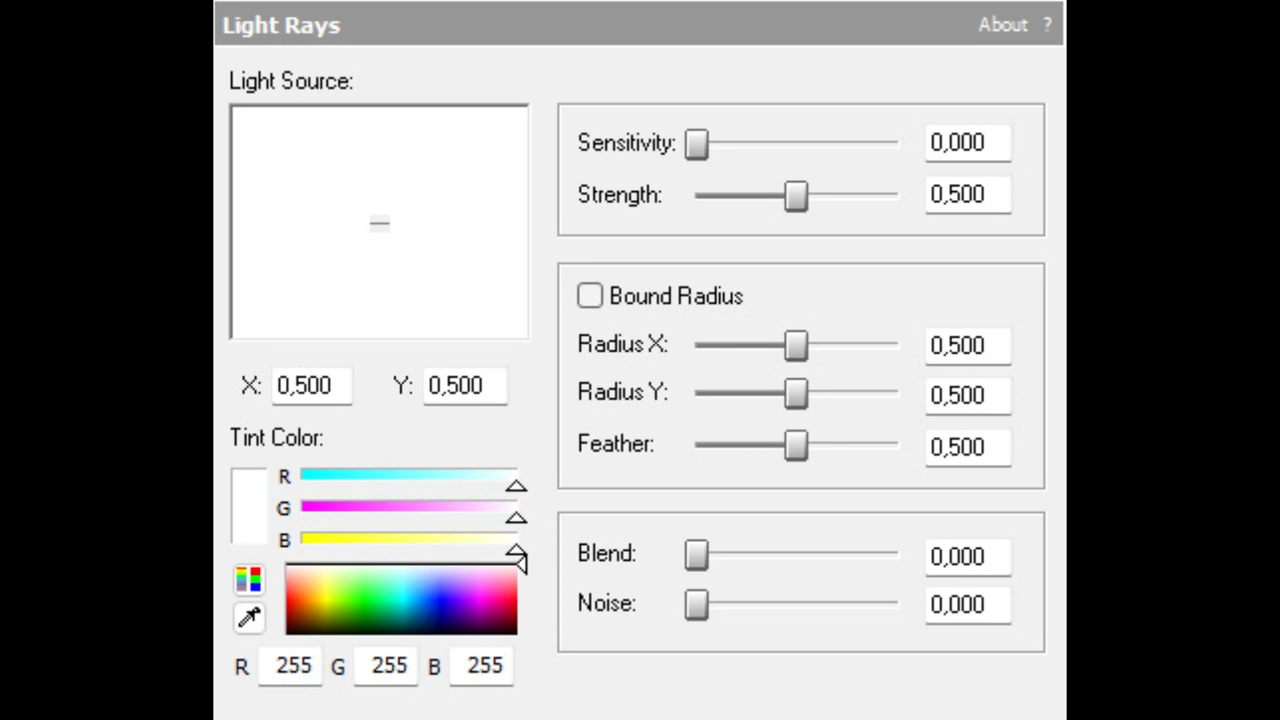 Light Rays About ?
Light Source:
X: 0,500 Y: 0,500
Tint Color:
R
G
B
R 255 G 255 B 255
Sensitivity: 0,000
Strength: 0,500
Bound Radius
Radius X: 0,500
Radius Y: 0,500
Feather: 0,500
Blend: 0,000
Noise: 0,000